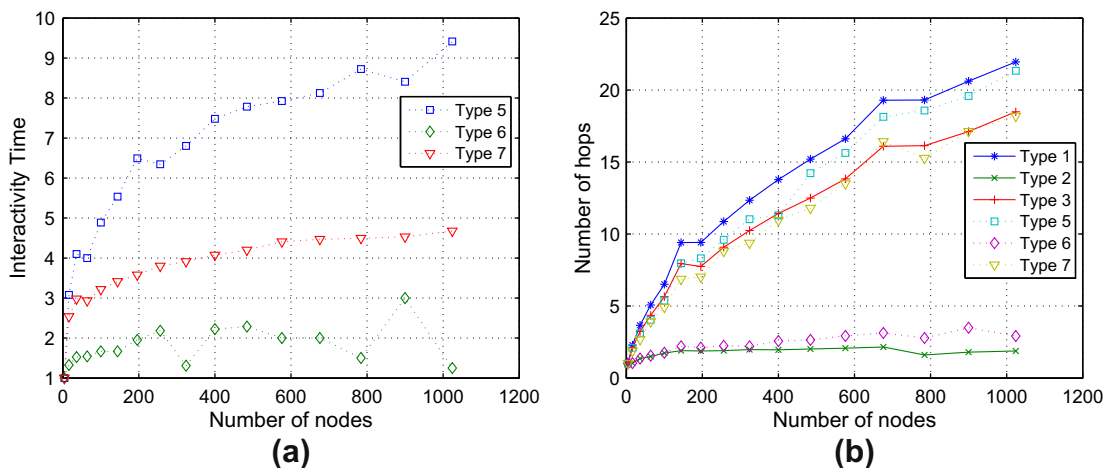 10
9
8
7
6
5
4
3
2
1
0 200 400 600 800 1000 1200
Interactivity Time
Number of nodes
Type 5
Type 6
Type 7
(a)
25
20
15
10
5
0
0 200 400 600 800 1000 1200
Number of hops
Number of nodes
Type 1
Type 2
Type 3
Type 5
Type 6
Type 7
(b)